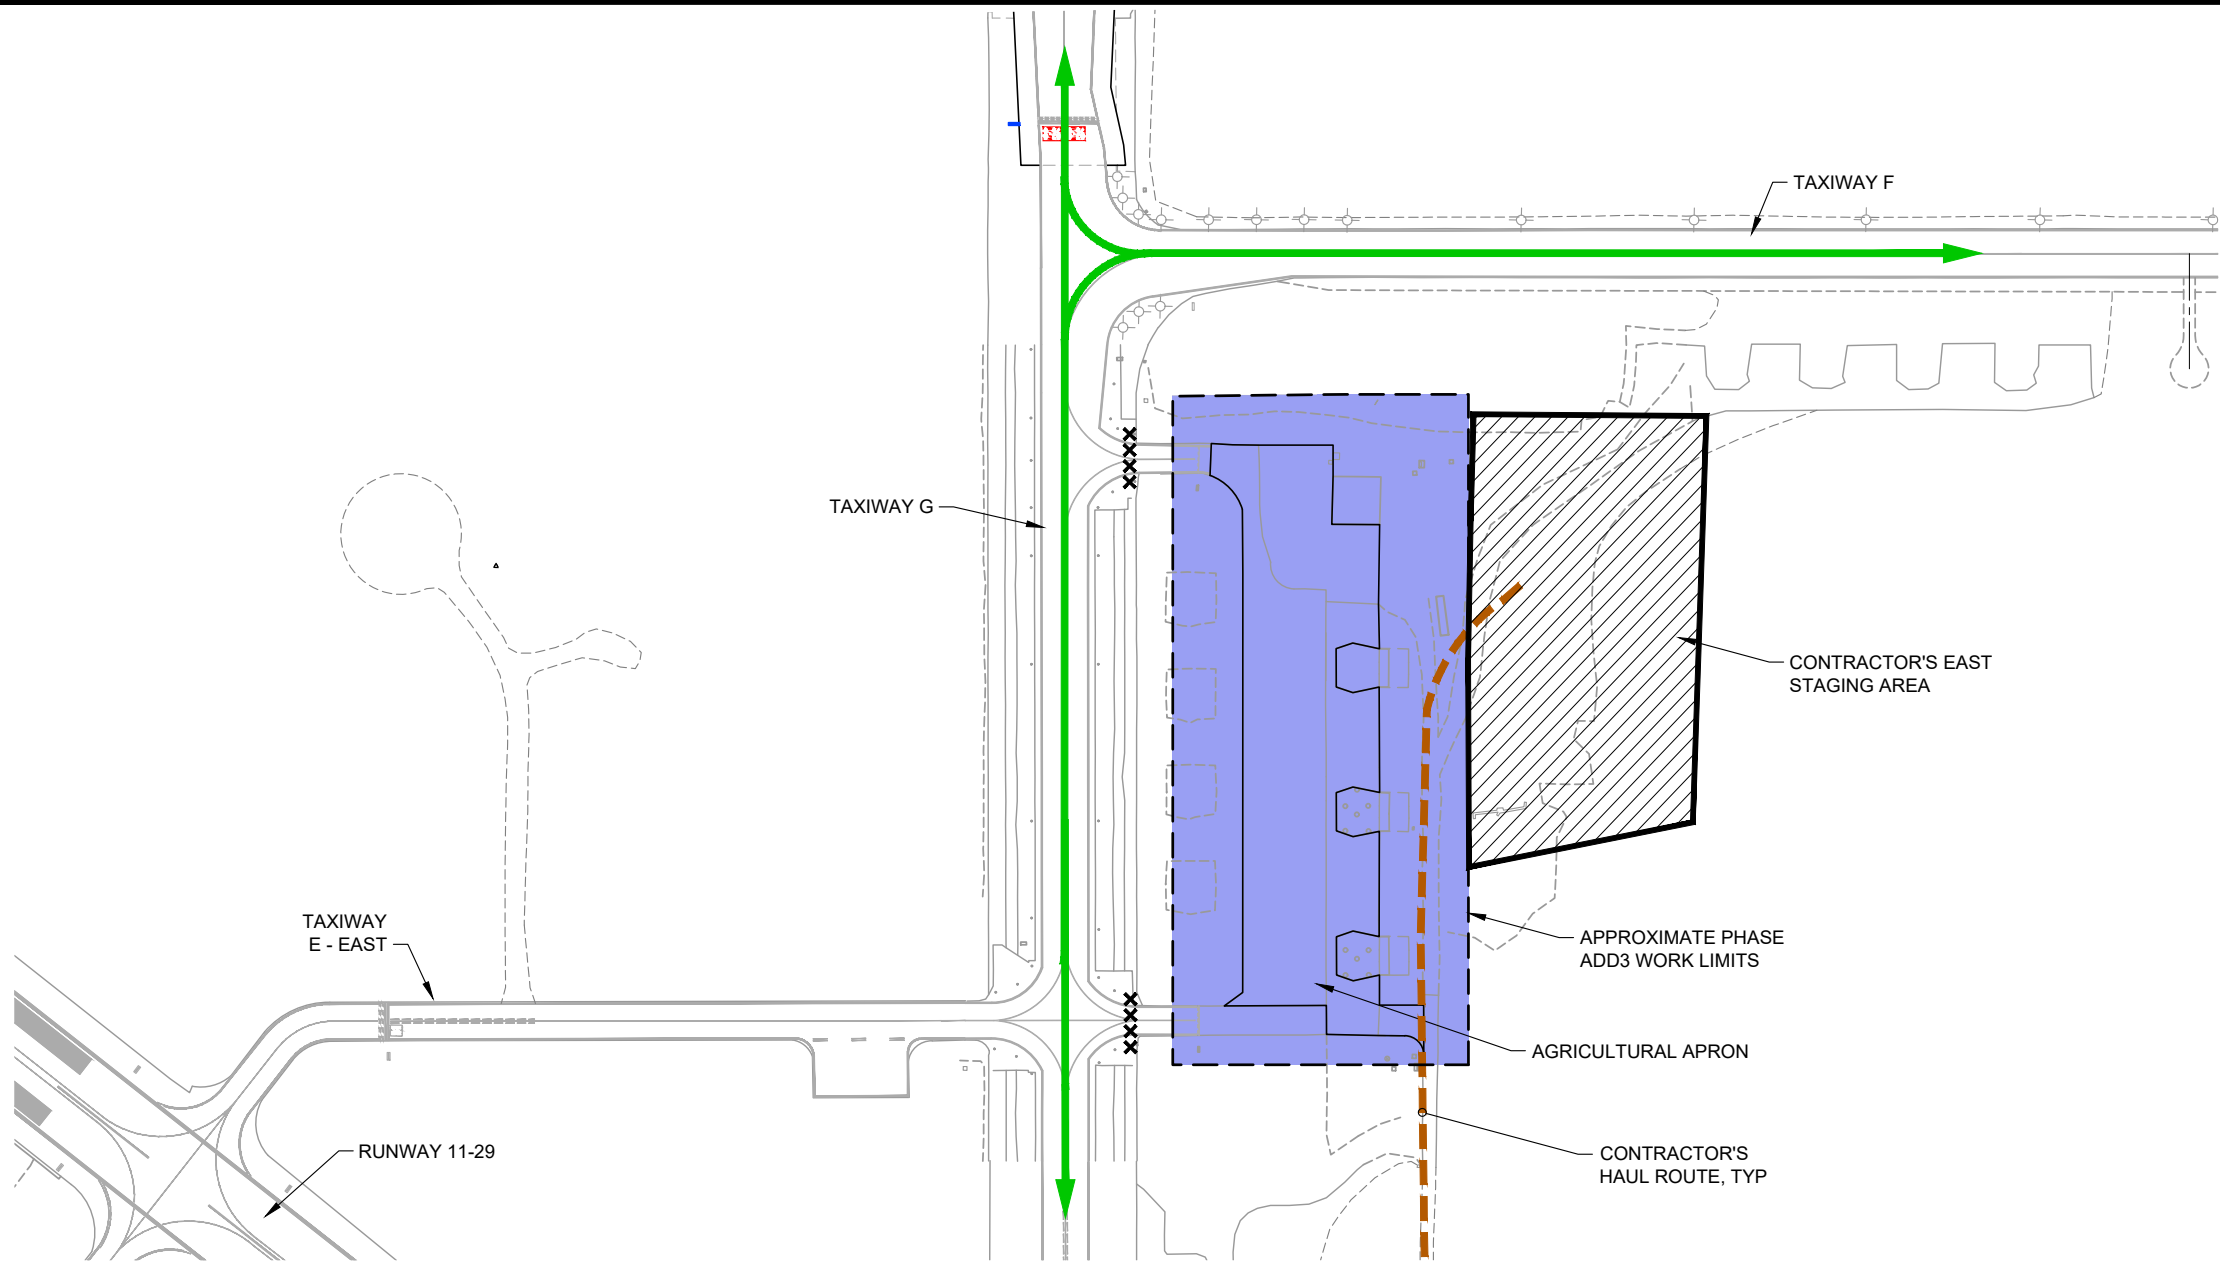 TAXIWAY F
TAXIWAY G
CONTRACTOR'S EAST
STAGING AREA
TAXIWAY
E - EAST
APPROXIMATE PHASE
ADD3 WORK LIMITS
AGRICULTURAL APRON
RUNWAY 11-29
CONTRACTOR'S
HAUL ROUTE, TYP